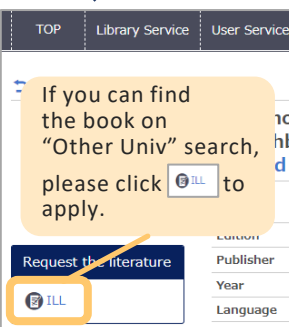 TOP
Library Service
User Service
If you can find
the book on
“Other Univ” search,
please click ILL to
apply.
Request the literature
ILL
Publisher
Year
Language